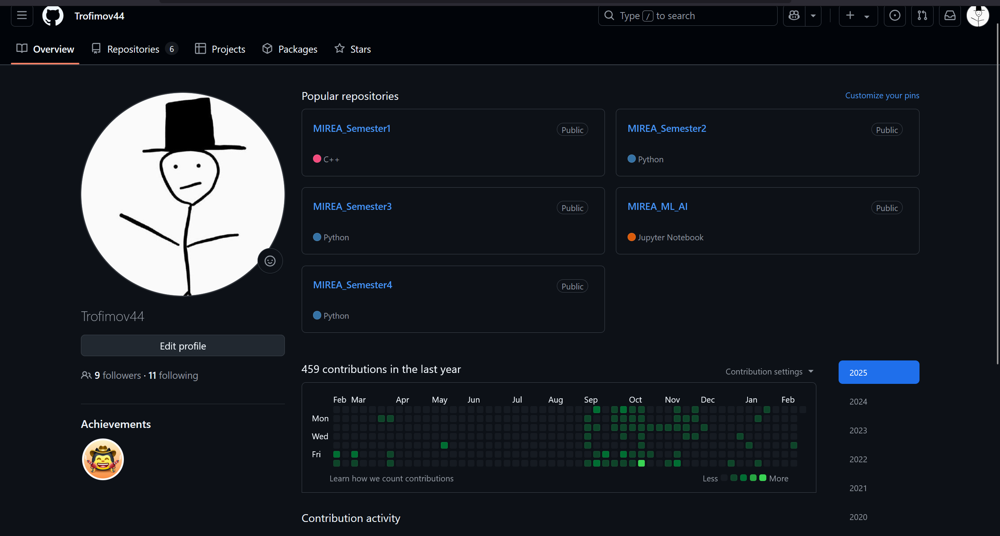 Trofimov44
Type / to search
Overview
Repositories 6
Projects
Packages
Stars
Popular repositories
Customize your pins
MIREA_Semester1
Public
C++
MIREA_Semester2
Public
Python
MIREA_Semester3
Public
Python
MIREA_ML_AI
Public
Jupyter Notebook
MIREA_Semester4
Public
Python
Trofimov44
Edit profile
9 followers · 11 following
Achievements
459 contributions in the last year
Contribution settings
Feb Mar Apr May Jun Jul Aug Sep Oct Nov Dec Jan Feb
Mon
Wed
Fri
Learn how we count contributions
Less More
2025
2024
2023
2022
2021
2020
Contribution activity